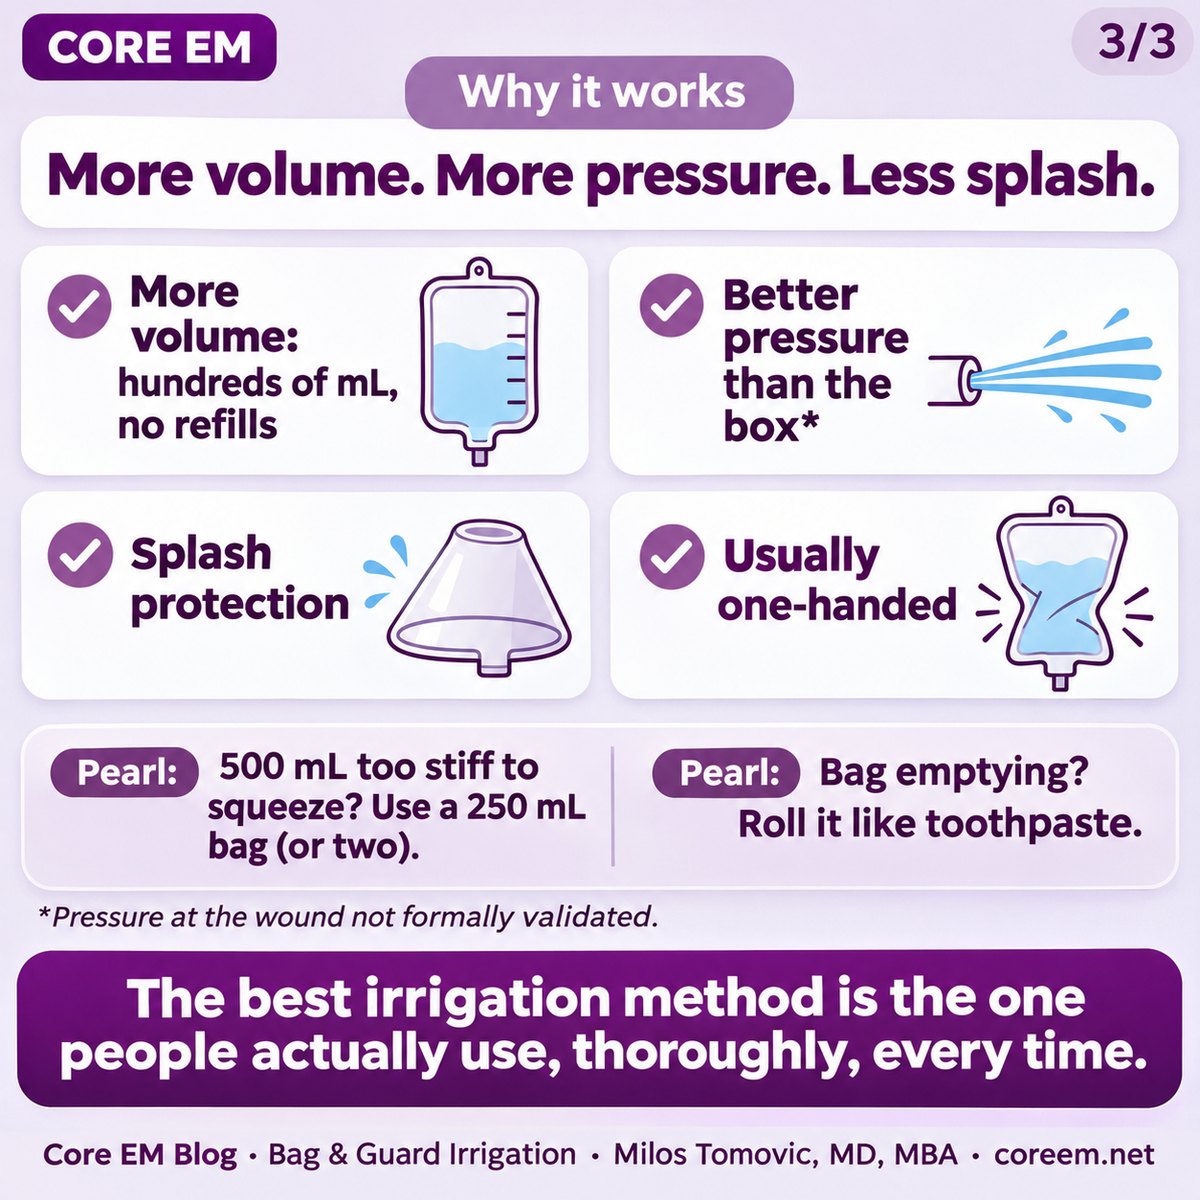 CORE EM
3/3
Why it works
More volume. More pressure. Less splash.
More
volume:
hundreds of mL,
no refills
Better
pressure
than the
box*
Splash
protection
Usually
one-handed
Pearl: 500 mL too stiff to
squeeze? Use a 250 mL
bag (or two).
Pearl: Bag emptying?
Roll it like toothpaste.
*Pressure at the wound not formally validated.
The best irrigation method is the one
people actually use, thoroughly, every time.
Core EM Blog • Bag & Guard Irrigation • Milos Tomovic, MD, MBA • coreem.net